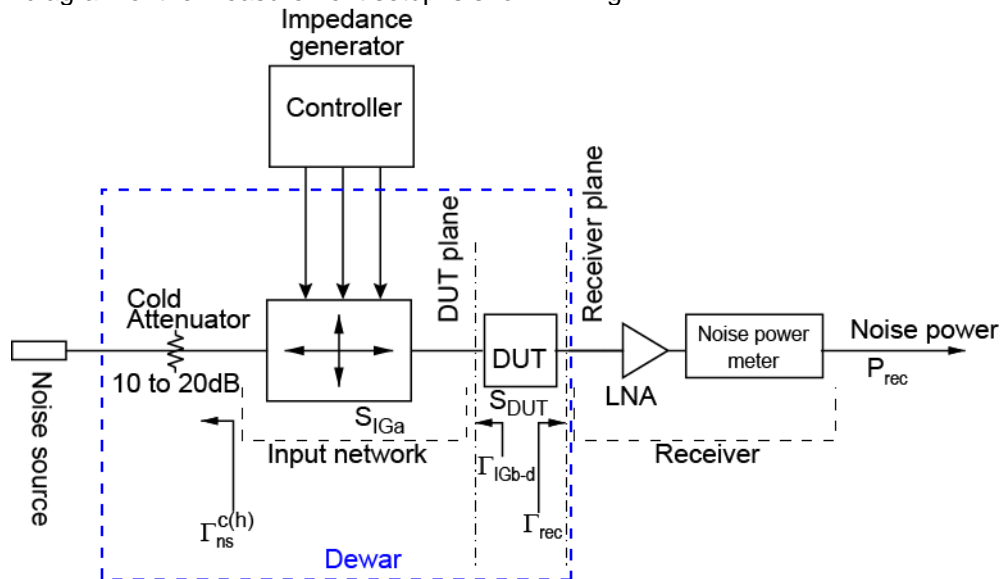 Impedance
generator
Controller
DUT plane
Receiver plane
Cold
Attenuator
10 to 20dB
Noise source
S_IGa
Input network
DUT
S_DUT
LNA
Noise power
meter
Noise power
P_rec
Receiver
Γ_ns^c(h)
Γ_IGb-d
Γ_rec
Dewar